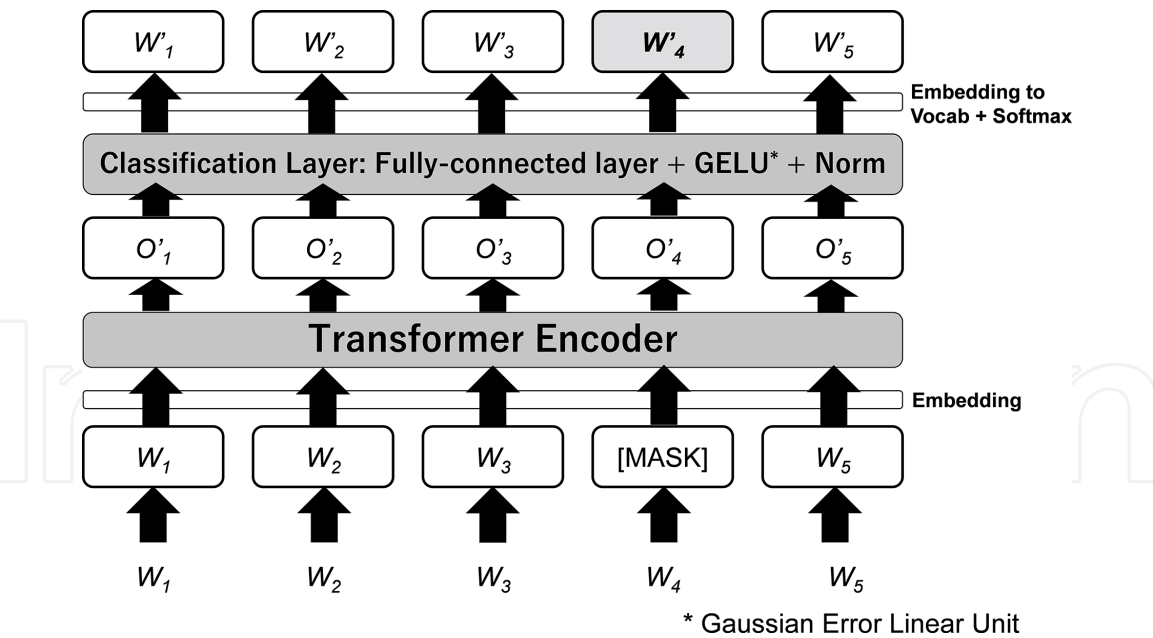 W'1 W'2 W'3 W'4 W'5
Embedding to
Vocab + Softmax
Classification Layer: Fully-connected layer + GELU* + Norm
O'1 O'2 O'3 O'4 O'5
Transformer Encoder
Embedding
W1 W2 W3 [MASK] W5
W1 W2 W3 W4 W5
* Gaussian Error Linear Unit